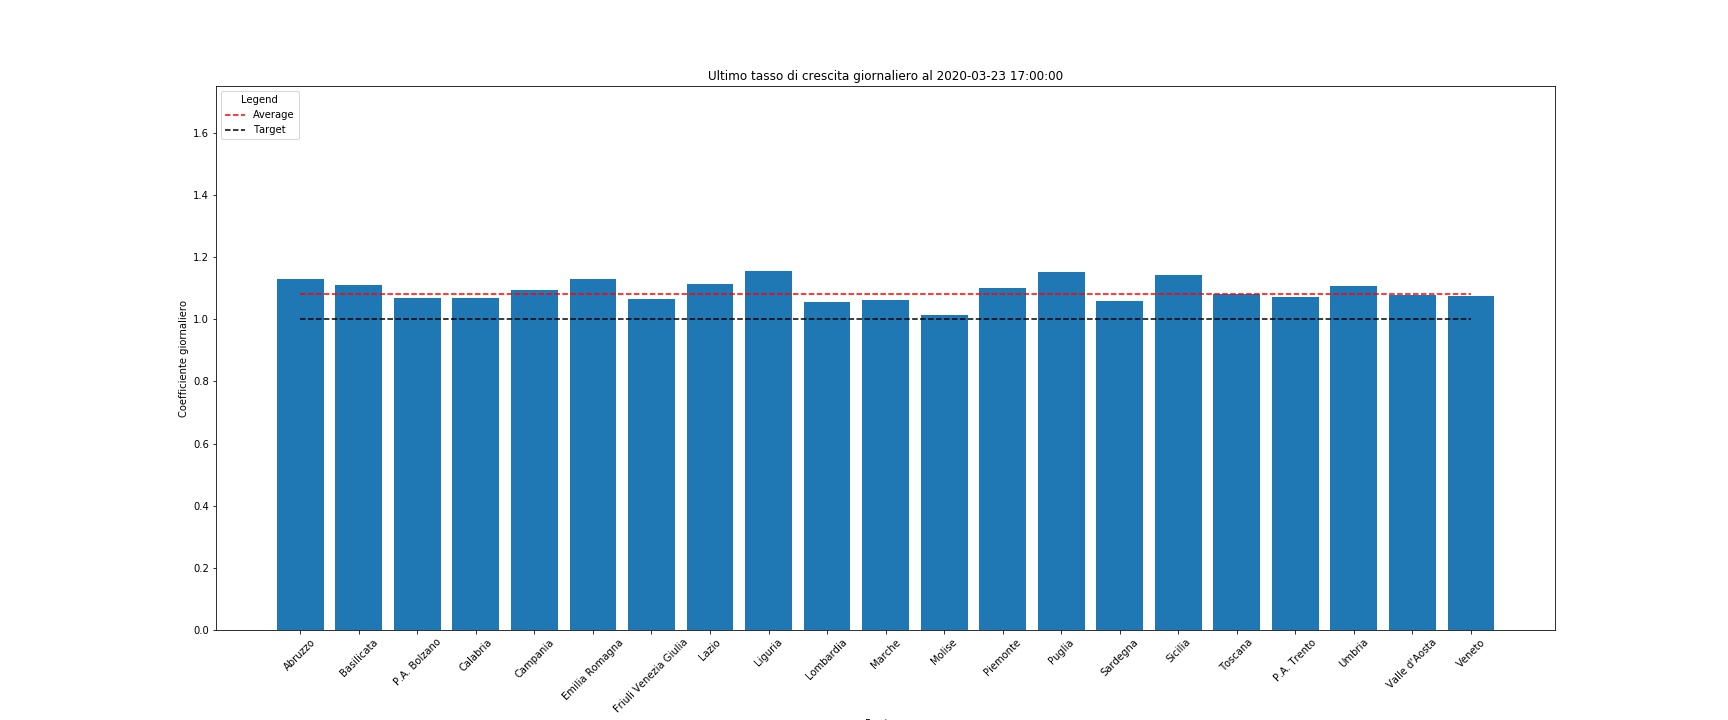 Ultimo tasso di crescita giornaliero al 2020-03-23 17:00:00
Legend
Average
Target
1.6
1.4
1.2
1.0
0.8
0.6
0.4
0.2
0.0
Coefficiente giornaliero
Abruzzo
Basilicata
P.A. Bolzano
Calabria
Campania
Emilia Romagna
Friuli Venezia Giulia
Lazio
Liguria
Lombardia
Marche
Molise
Piemonte
Puglia
Sardegna
Sicilia
Toscana
P.A. Trento
Umbria
Valle d'Aosta
Veneto